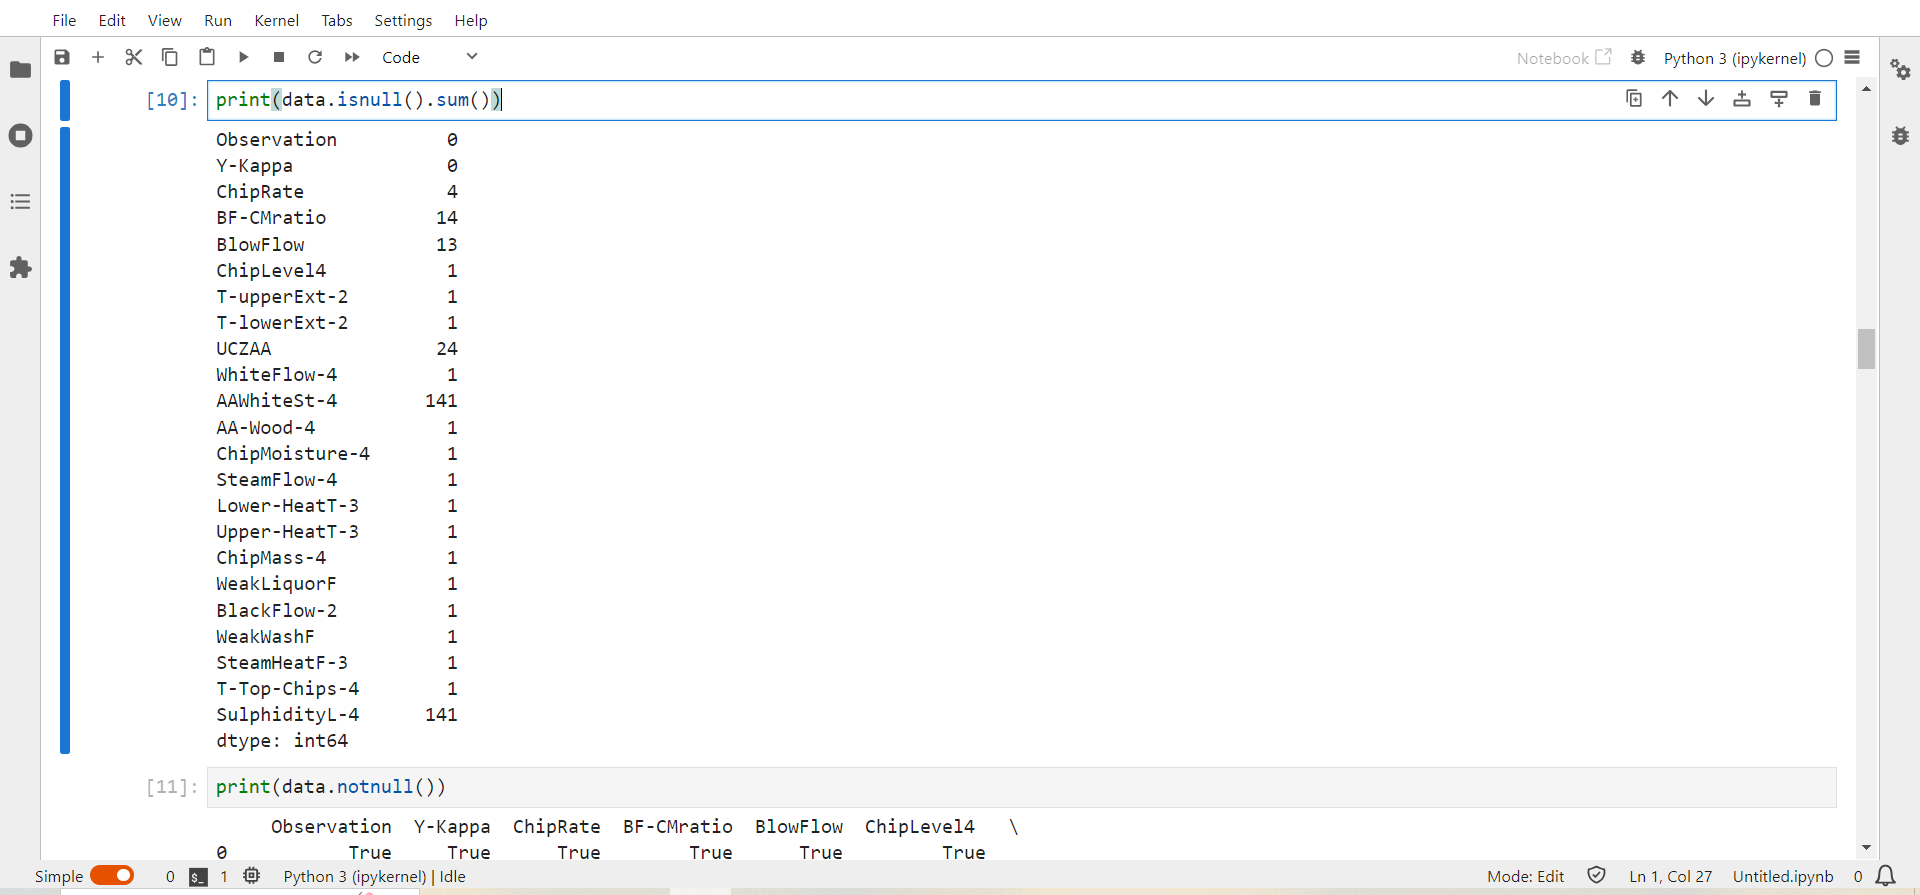 File Edit View Run Kernel Tabs Settings Help
Code Notebook Python 3 (ipykernel)
[10]: print(data.isnull().sum())
Observation 0
Y-Kappa 0
ChipRate 4
BF-CMratio 14
BlowFlow 13
ChipLevel4 1
T-upperExt-2 1
T-lowerExt-2 1
UCZAA 24
WhiteFlow-4 1
AAWhiteSt-4 141
AA-Wood-4 1
ChipMoisture-4 1
SteamFlow-4 1
Lower-HeatT-3 1
Upper-HeatT-3 1
ChipMass-4 1
WeakLiquorF 1
BlackFlow-2 1
WeakWashF 1
SteamHeatF-3 1
T-Top-Chips-4 1
SulphidityL-4 141
dtype: int64
[11]: print(data.notnull())
Observation Y-Kappa ChipRate BF-CMratio BlowFlow ChipLevel4 \
0 True True True True True True
Simple 0 $_ 1 Python 3 (ipykernel) | Idle Mode: Edit Ln 1, Col 27 Untitled.ipynb 0